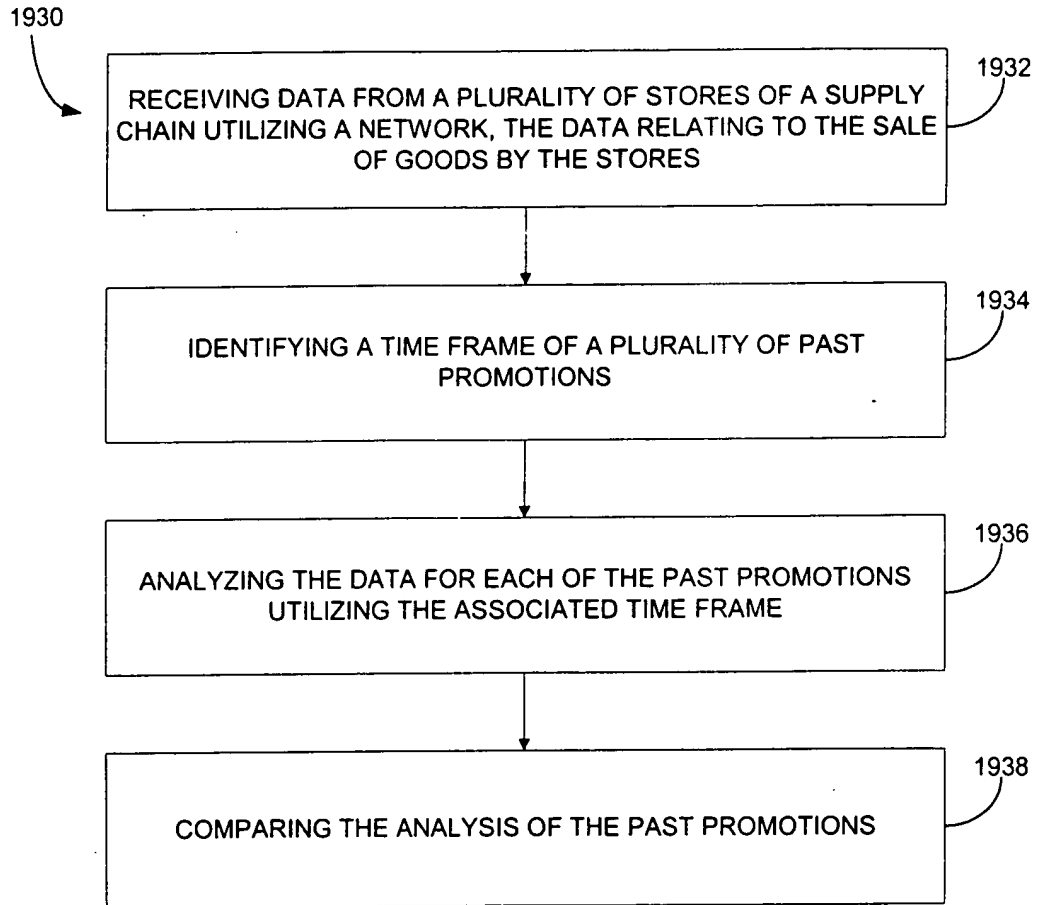 1930
1932
RECEIVING DATA FROM A PLURALITY OF STORES OF A SUPPLY
CHAIN UTILIZING A NETWORK, THE DATA RELATING TO THE SALE
OF GOODS BY THE STORES
1934
IDENTIFYING A TIME FRAME OF A PLURALITY OF PAST
PROMOTIONS
1936
ANALYZING THE DATA FOR EACH OF THE PAST PROMOTIONS
UTILIZING THE ASSOCIATED TIME FRAME
1938
COMPARING THE ANALYSIS OF THE PAST PROMOTIONS